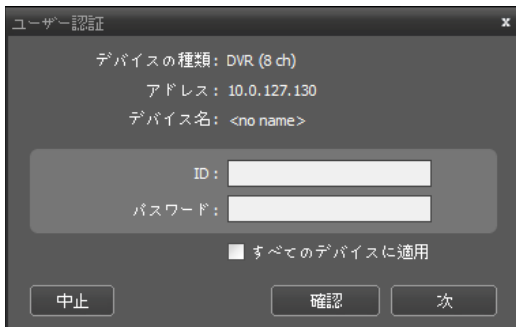 ユーザー認証 x
デバイスの種類: DVR (8 ch)
アドレス: 10.0.127.130
デバイス名: <no name>
ID :
パスワード:
すべてのデバイスに適用
中止 確認 次